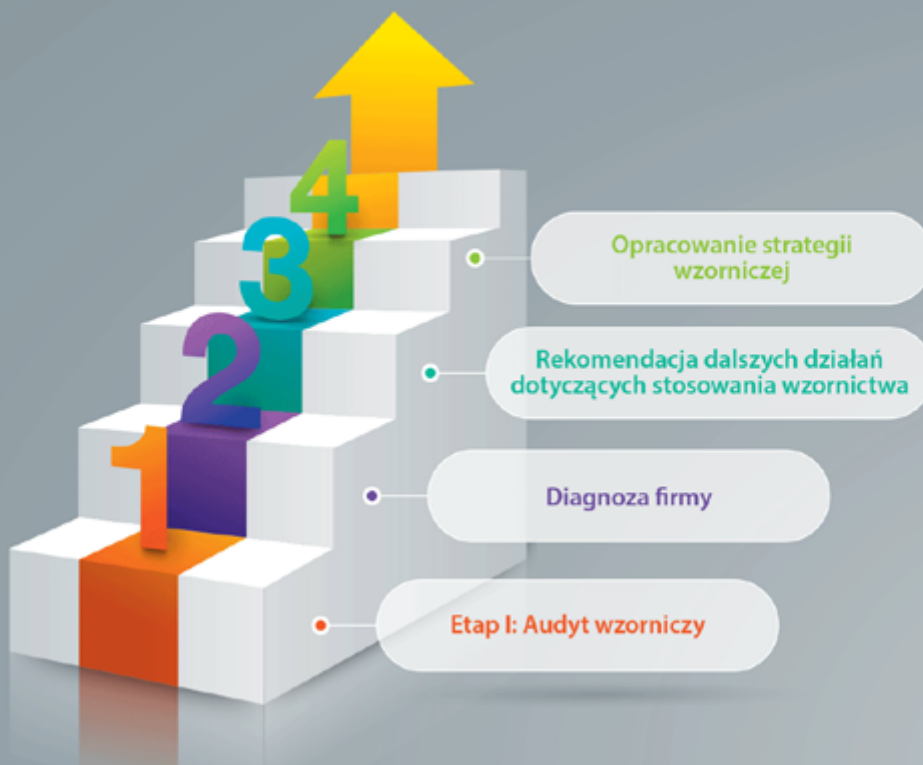 4
3
2
1
Opracowanie strategii
wzorniczej
Rekomendacja dalszych działań
dotyczących stosowania wzornictwa
Diagnoza firmy
Etap I: Audyt wzorniczy